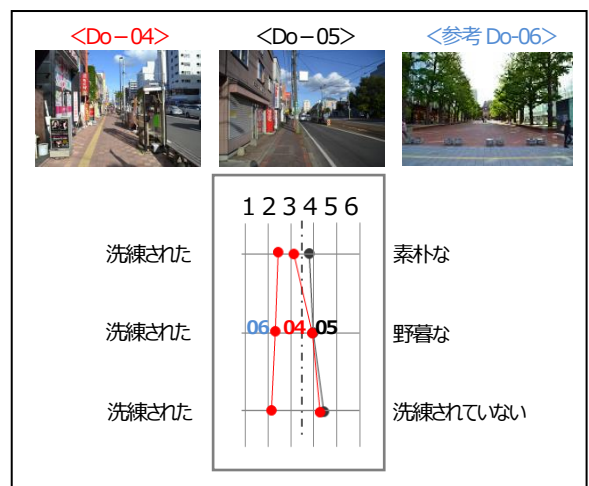 ＜Do－04＞ ＜Do－05＞ ＜参考 Do-06＞
1 2 3 4 5 6
洗練された 素朴な
洗練された 06 04 05 野暮な
洗練された 洗練されていない